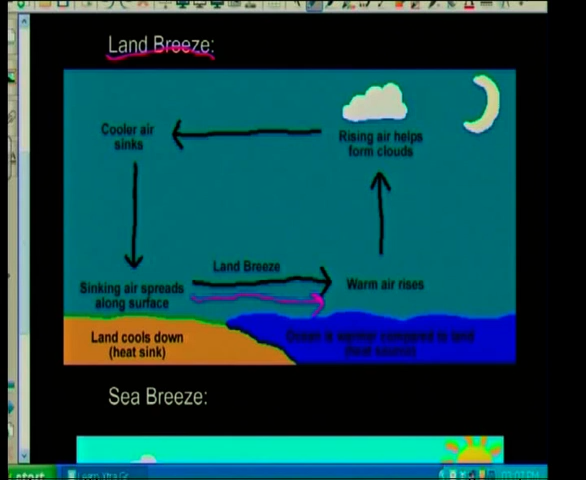 Land Breeze:
Cooler air
sinks
Rising air helps
form clouds
Land Breeze
Sinking air spreads
along surface
Warm air rises
Land cools down
(heat sink)
Ocean is warmer compared to land
(heat source)
Sea Breeze:
start